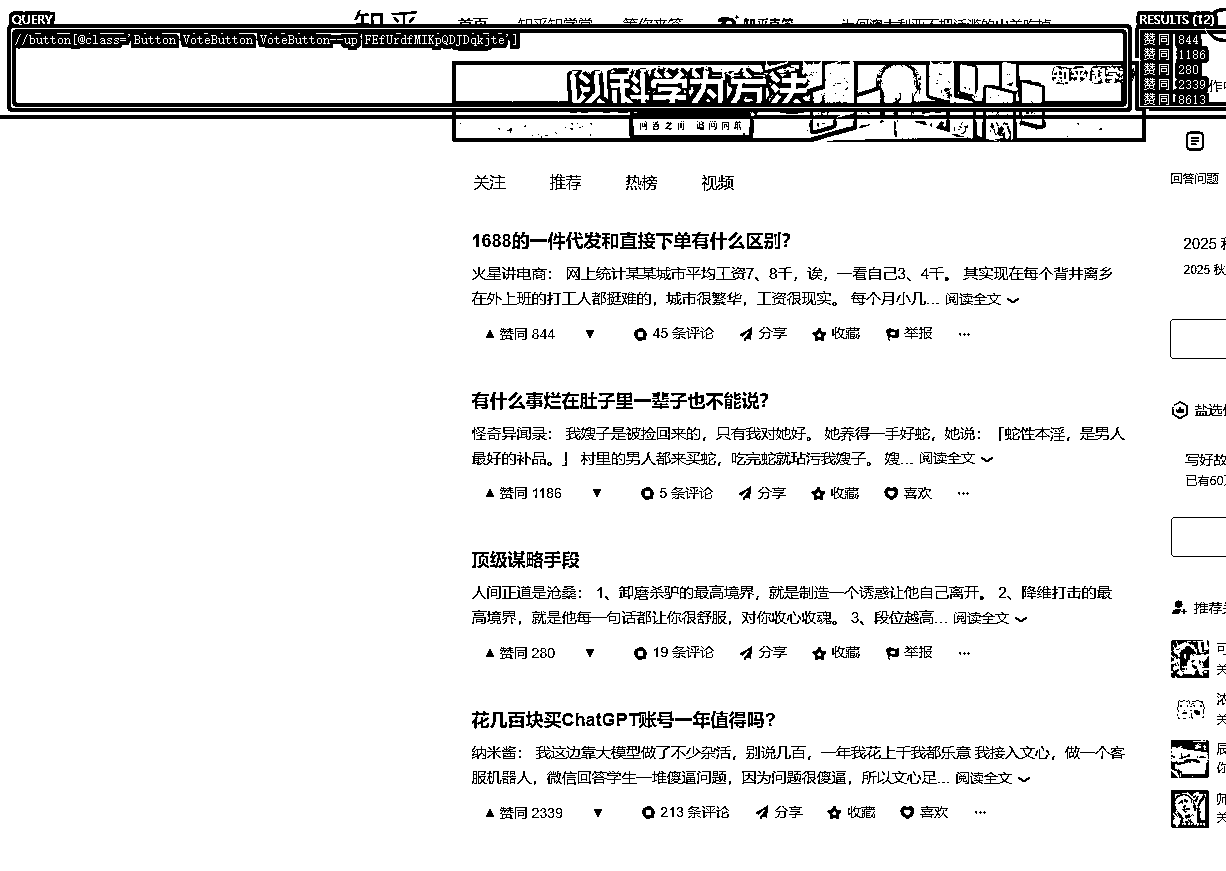 QUERY
//button[@class='Button VoteButton VoteButton--up FEfUrdfMIKpQDJDqkjte']
RESULTS (12)
赞同 844
赞同 1186
赞同 280
赞同 2339
赞同 8613
知乎
首页 知乎知学堂 等你来答 知乎直答
以科学为方法
知乎科学
问答之间
关注 推荐 热榜 视频
回答问题
1688的一件代发和直接下单有什么区别?
火星讲电商: 网上统计某某城市平均工资7、8千,诶,一看自己3、4千。 其实现在每个背井离乡
在外上班的打工人都挺难的,城市很繁华,工资很现实。 每个月小几... 阅读全文
▲ 赞同 844 ▼ 45 条评论 分享 收藏 举报 ···
2025 秋
2025 秋
有什么事烂在肚子里一辈子也不能说?
怪奇异闻录: 我嫂子是被捡回来的,只有我对她好。 她养得一手好蛇,她说:「蛇性本淫,是男人
最好的补品。」 村里的男人都来买蛇,吃完蛇就玷污我嫂子。 嫂... 阅读全文
▲ 赞同 1186 ▼ 5 条评论 分享 收藏 喜欢 ···
盐选
写好故
已有60
顶级谋略手段
人间正道是沧桑: 1、卸磨杀驴的最高境界,就是制造一个诱惑让他自己离开。 2、降维打击的最
高境界,就是他每一句话都让你很舒服,对你收心收魂。 3、段位越高... 阅读全文
▲ 赞同 280 ▼ 19 条评论 分享 收藏 举报 ···
推荐
花几百块买ChatGPT账号一年值得吗?
纳米酱: 我这边靠大模型做了不少杂活,别说几百,一年我花上千我都乐意 我接入文心,做一个客
服机器人,微信回答学生一堆傻逼问题,因为问题很傻逼,所以文心足... 阅读全文
▲ 赞同 2339 ▼ 213 条评论 分享 收藏 喜欢 ···